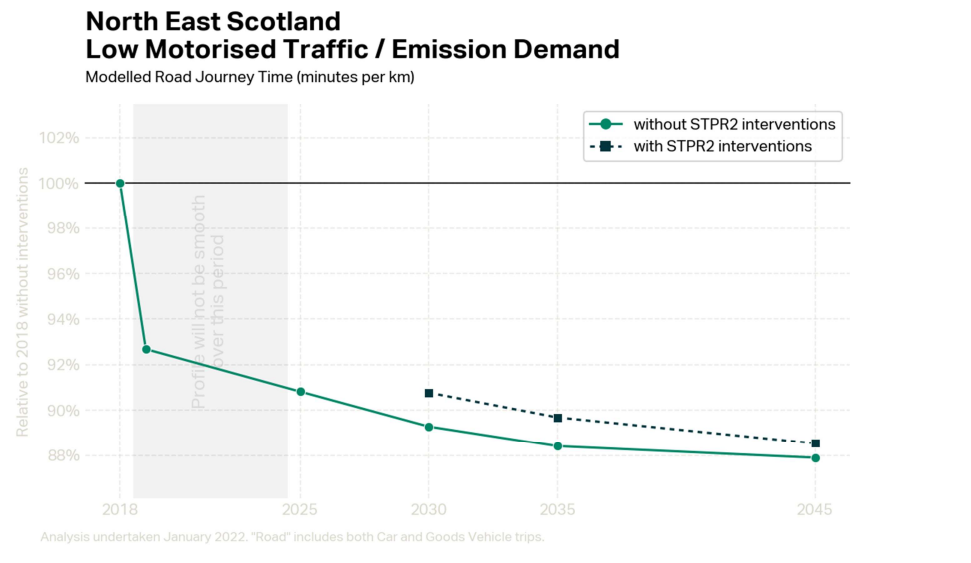 North East Scotland
Low Motorised Traffic / Emission Demand
Modelled Road Journey Time (minutes per km)
without STPR2 interventions
with STPR2 interventions
Relative to 2018 without interventions
102%
100%
98%
96%
94%
92%
90%
88%
Profile will not be smooth
over this period
2018
2025
2030
2035
2045
Analysis undertaken January 2022. "Road" includes both Car and Goods Vehicle trips.